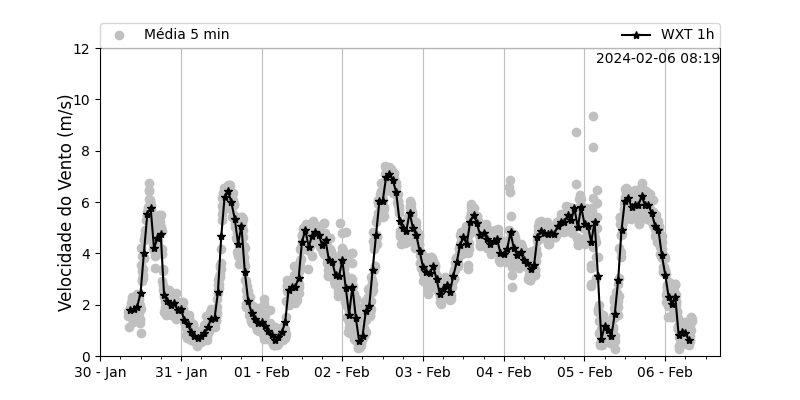 Média 5 min
WXT 1h
2024-02-06 08:19
Velocidade do Vento (m/s)
12
10
8
6
4
2
0
30 - Jan
31 - Jan
01 - Feb
02 - Feb
03 - Feb
04 - Feb
05 - Feb
06 - Feb